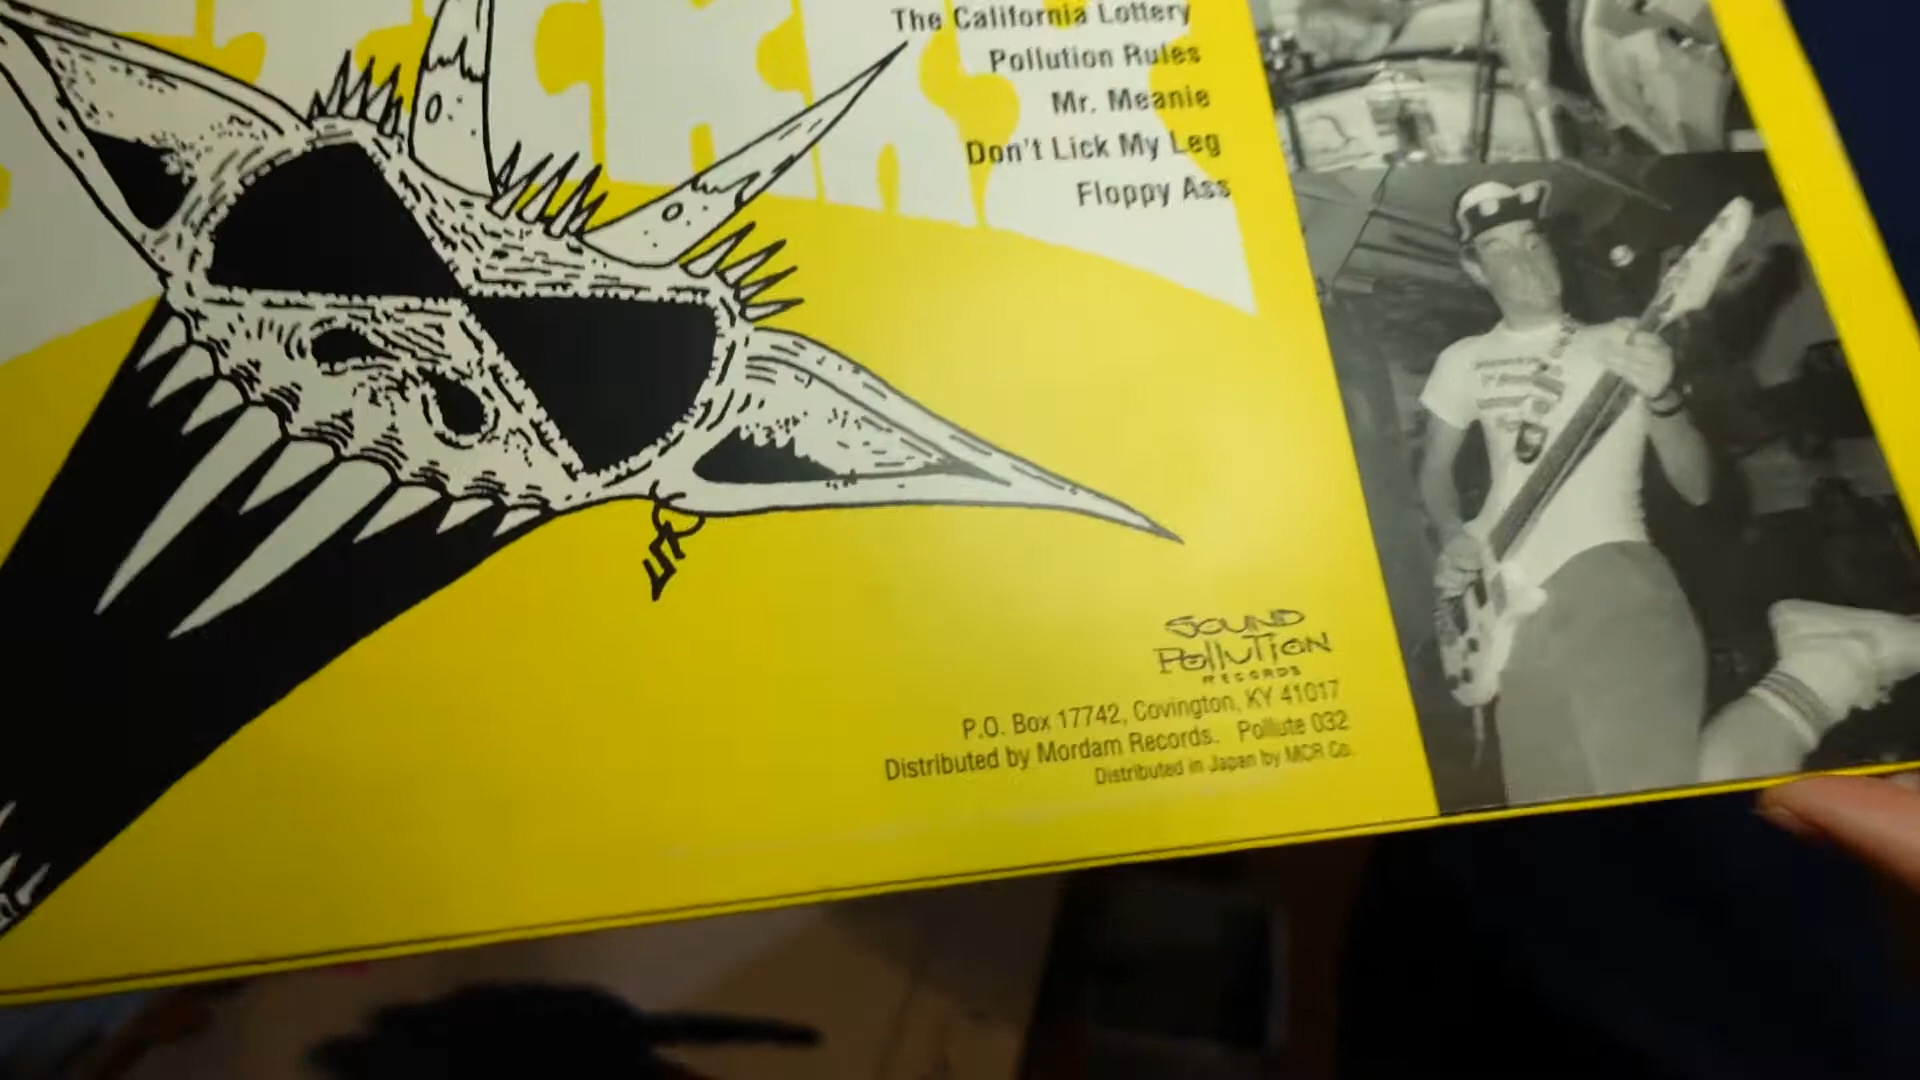 The California Lottery
Pollution Rules
Mr. Meanie
Don't Lick My Leg
Floppy Ass
SOUND
POllUTiON
RECORDS
P.O. Box 17742, Covington, KY 41017
Distributed by Mordam Records. Pollute 032
Distributed in Japan by MCR Co.